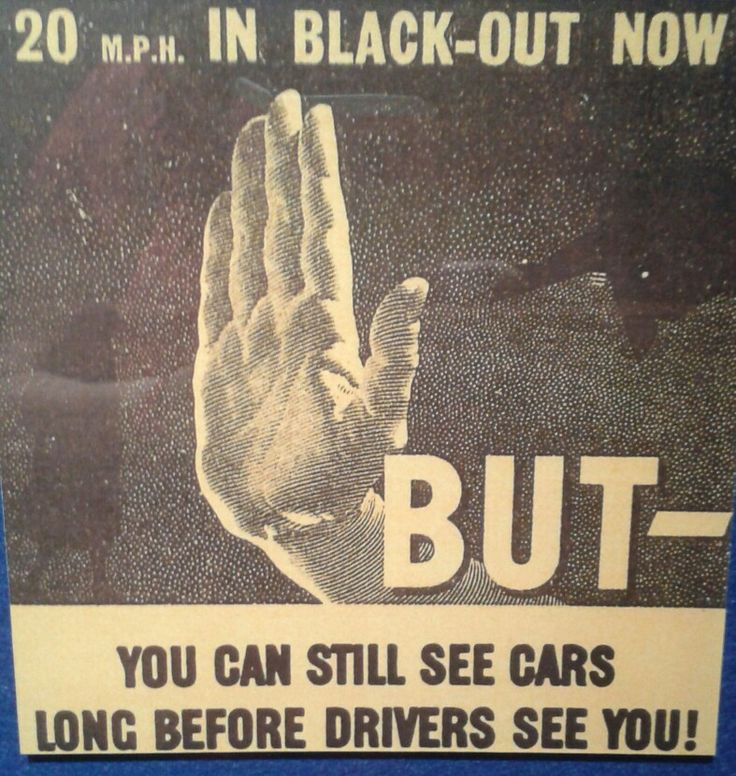 20 M.P.H. IN BLACK-OUT NOW
BUT—
YOU CAN STILL SEE CARS
LONG BEFORE DRIVERS SEE YOU!